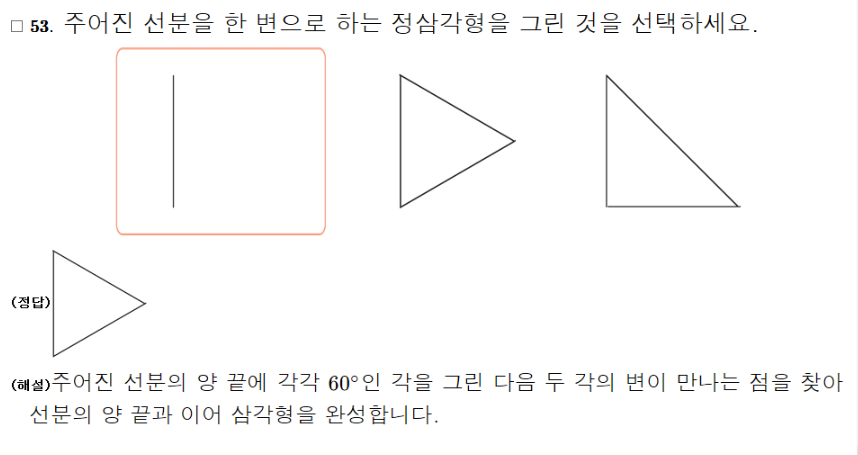 □ 53. 주어진 선분을 한 변으로 하는 정삼각형을 그린 것을 선택하세요.
(정답)
(해설)주어진 선분의 양 끝에 각각 60°인 각을 그린 다음 두 각의 변이 만나는 점을 찾아
선분의 양 끝과 이어 삼각형을 완성합니다.